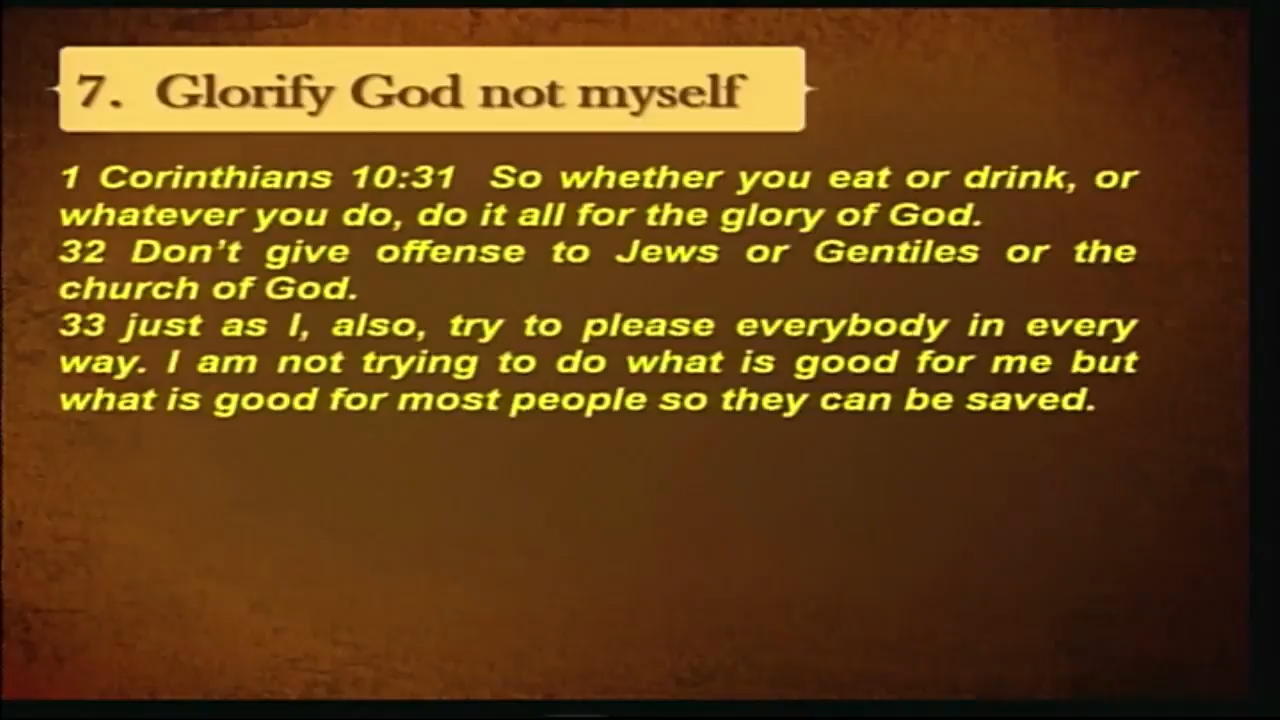 7. Glorify God not myself
1 Corinthians 10:31 So whether you eat or drink, or
whatever you do, do it all for the glory of God.
32 Don't give offense to Jews or Gentiles or the
church of God.
33 just as I, also, try to please everybody in every
way. I am not trying to do what is good for me but
what is good for most people so they can be saved.